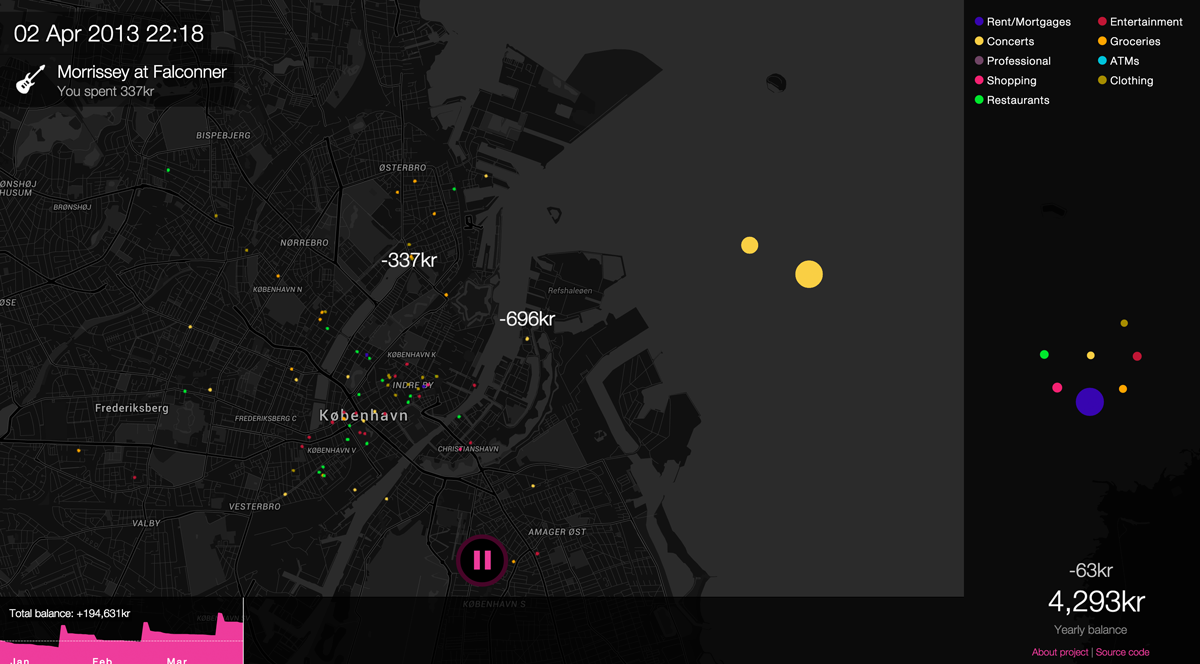 02 Apr 2013 22:18
Morrissey at Falconner
You spent 337kr
Rent/Mortgages
Entertainment
Concerts
Groceries
Professional
ATMs
Shopping
Clothing
Restaurants
BISPEBJERG
ØSTERBRO
ØNSHØJ
HUSUM
BRØNSHØJ
NØRREBRO
-337kr
KØBENHAVN N
Refshaleøen
ØSE
-696kr
KØBENHAVN K
INDRE BY
Frederiksberg
FREDERIKSBERG C
København
KØBENHAVN V
CHRISTIANSHAVN
VESTERBRO
VALBY
AMAGER ØST
KØBENHAVN S
Total balance: +194,631kr
Jan
Feb
Mar
-63kr
4,293kr
Yearly balance
About project | Source code